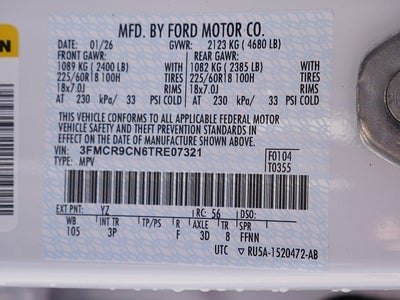 MFD. BY FORD MOTOR CO.
DATE: 01/26 GVWR: 2123 KG ( 4680 LB)
FRONT GAWR: REAR GAWR:
1089 KG ( 2400 LB) WITH 1082 KG ( 2385 LB) WITH
225/60R18 100H TIRES 225/60R18 100H TIRES
18x7.0J RIMS 18x7.0J RIMS
AT 230 kPa/ 33 PSI COLD AT 230 kPa/ 33 PSI COLD
THIS VEHICLE CONFORMS TO ALL APPLICABLE FEDERAL MOTOR
VEHICLE SAFETY AND THEFT PREVENTION STANDARDS IN EFFECT
ON THE DATE OF MANUFACTURE SHOWN ABOVE.
VIN: 3FMCR9CN6TRE07321
TYPE: MPV
F0104
T0355
EXT PNT: YZ RC: 56 DSO:
WB INT TR TP/PS R AXLE TR SPR
105 3P F 3D 8 FFNN
UTC RU5A-1520472-AB